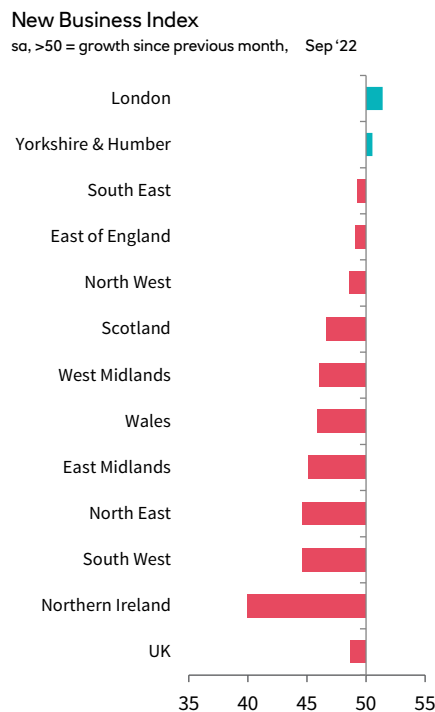 New Business Index
sa, >50 = growth since previous month, Sep ‘22
London
Yorkshire & Humber
South East
East of England
North West
Scotland
West Midlands
Wales
East Midlands
North East
South West
Northern Ireland
UK
35 40 45 50 55